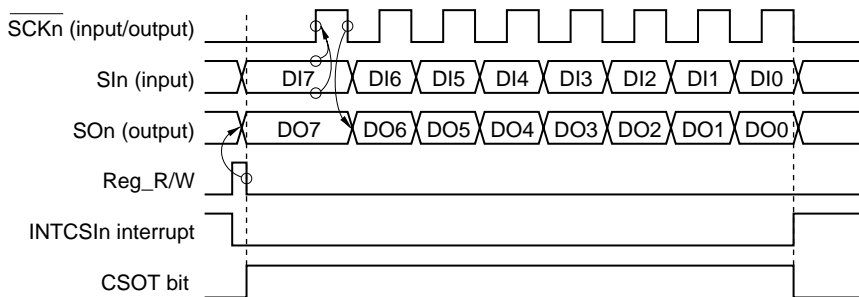 SCKn (input/output)
SIn (input) DI7 DI6 DI5 DI4 DI3 DI2 DI1 DI0
SOn (output) DO7 DO6 DO5 DO4 DO3 DO2 DO1 DO0
Reg_R/W
INTCSIn interrupt
CSOT bit